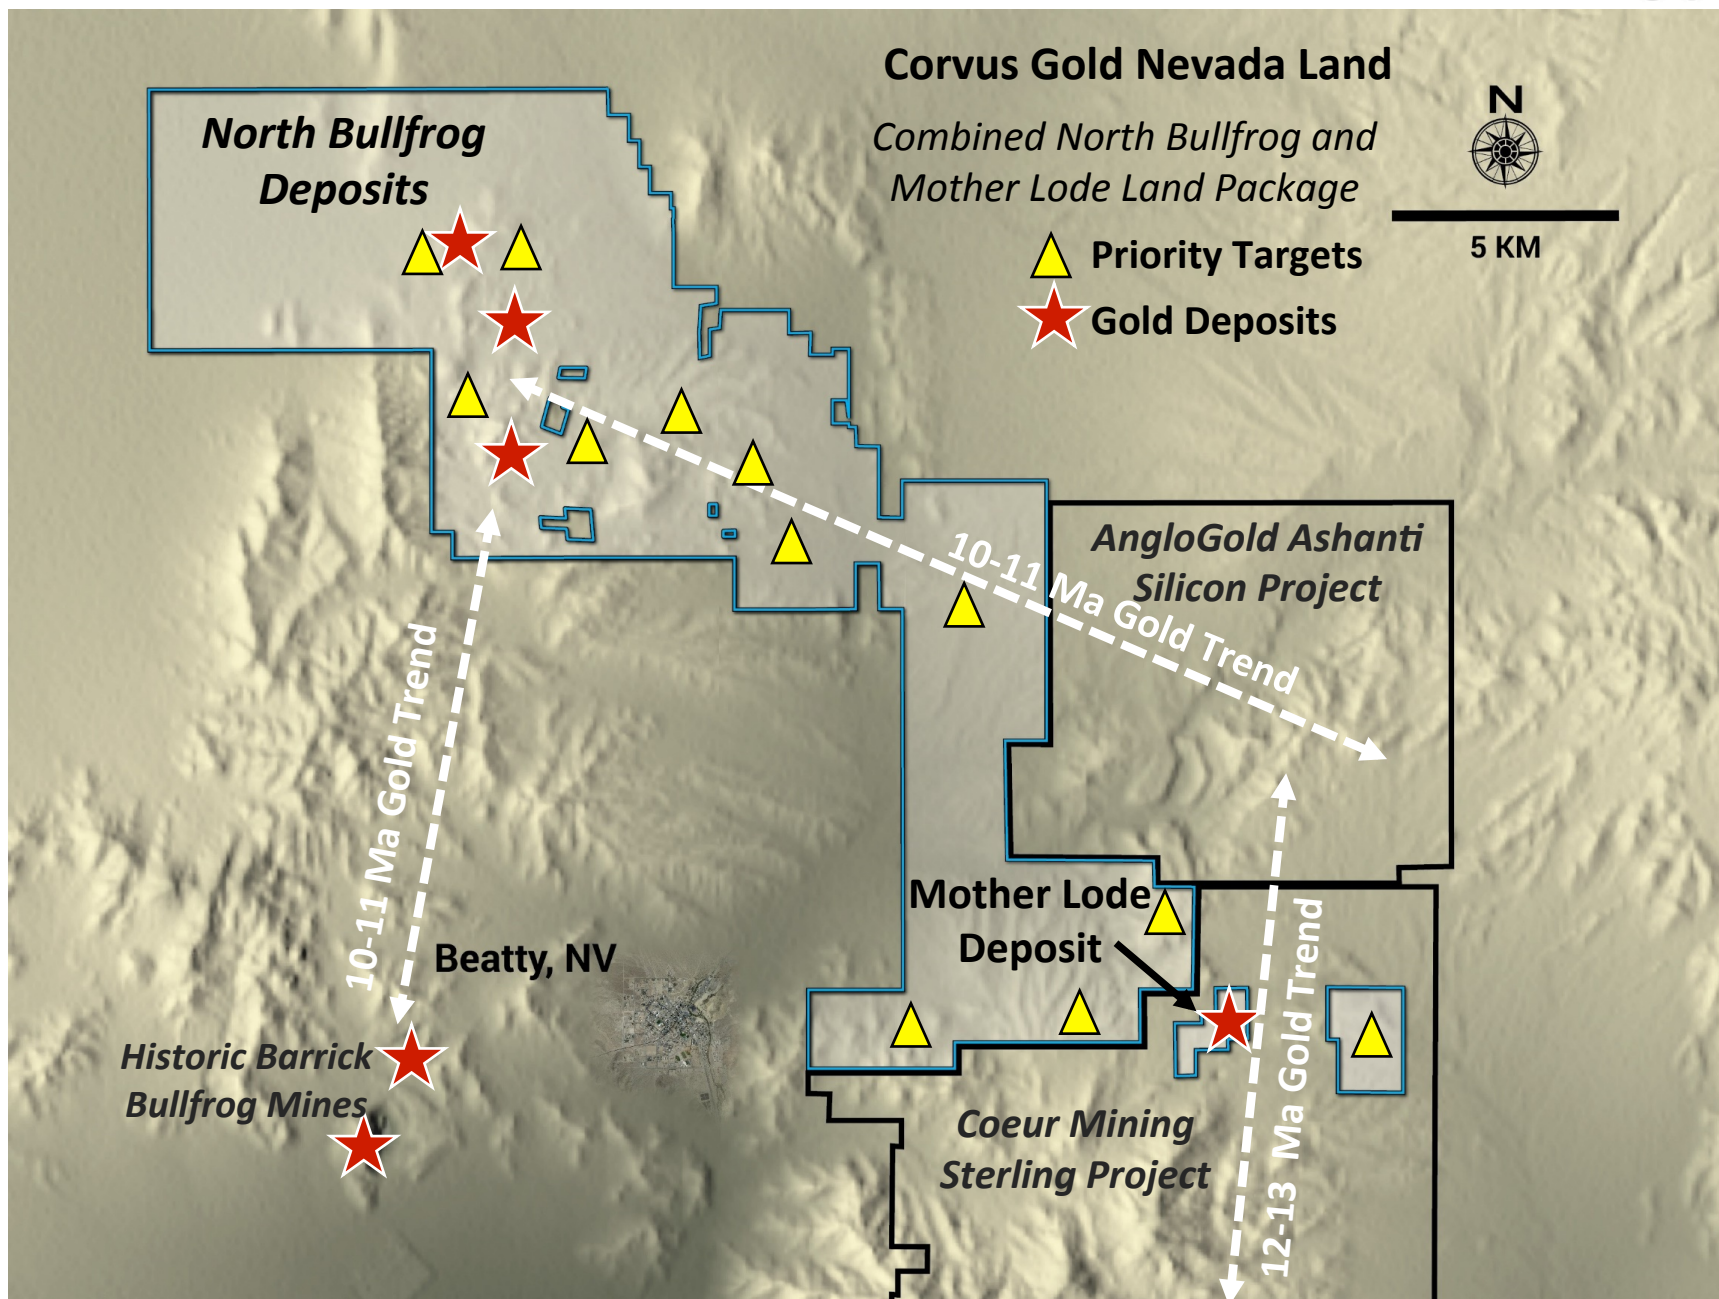 Corvus Gold Nevada Land
Combined North Bullfrog and
Mother Lode Land Package
N
5 KM
Priority Targets
Gold Deposits
North Bullfrog
Deposits
AngloGold Ashanti
Silicon Project
10-11 Ma Gold Trend
10-11 Ma Gold Trend
Mother Lode
Deposit
Beatty, NV
12-13 Ma Gold Trend
Historic Barrick
Bullfrog Mines
Coeur Mining
Sterling Project